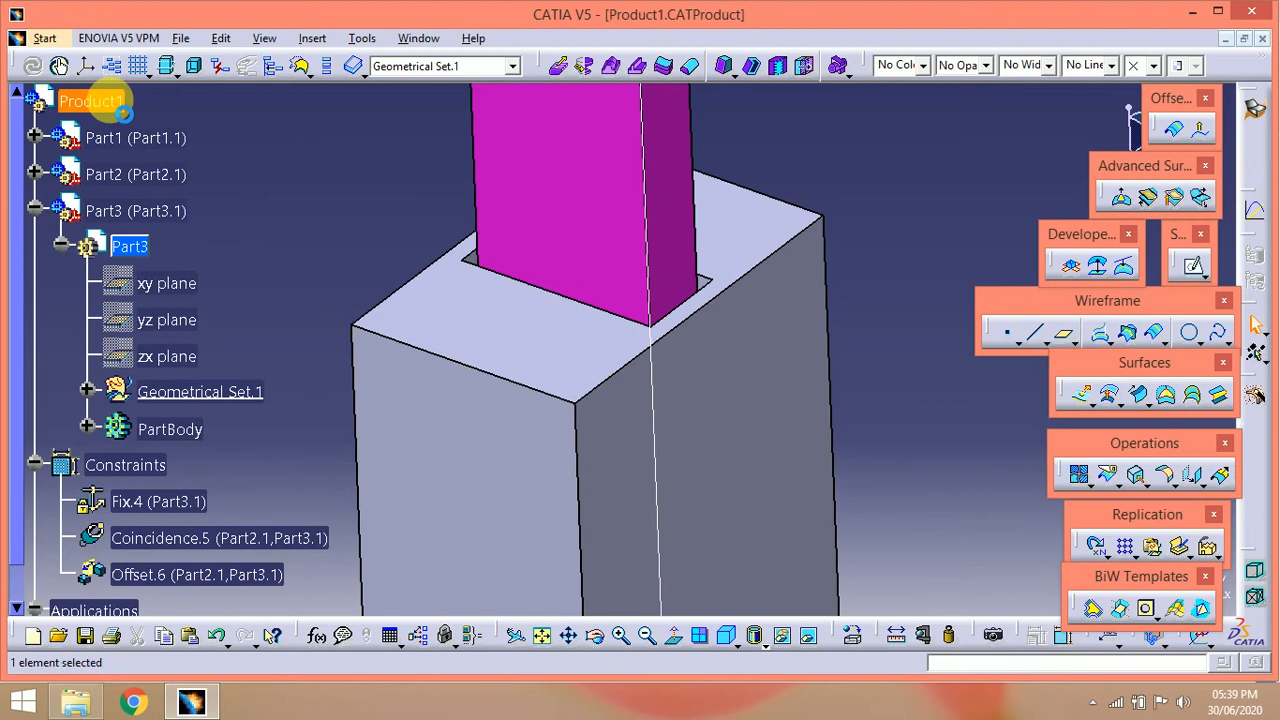 CATIA V5 - [Product1.CATProduct]
Start ENOVIA V5 VPM File Edit View Insert Tools Window Help
Geometrical Set.1
No Col
No Opa
No Wid
No Line
Product1
Part1 (Part1.1)
Part2 (Part2.1)
Part3 (Part3.1)
Part3
xy plane
yz plane
zx plane
Geometrical Set.1
PartBody
Constraints
Fix.4 (Part3.1)
Coincidence.5 (Part2.1,Part3.1)
Offset.6 (Part2.1,Part3.1)
Applications
Offse...
Advanced Sur...
Develope...
S...
Wireframe
Surfaces
Operations
Replication
BiW Templates
f(x)
DS
CATIA
1 element selected
05:39 PM
30/06/2020